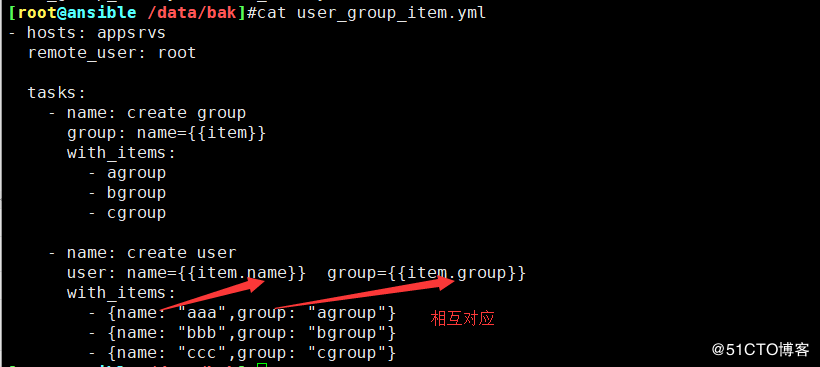 [root@ansible /data/bak]#cat user_group_item.yml
- hosts: appsrvs
  remote_user: root

  tasks:
    - name: create group
      group: name={{item}}
      with_items:
        - agroup
        - bgroup
        - cgroup

    - name: create user
      user: name={{item.name}}  group={{item.group}}
      with_items:
        - {name: "aaa",group: "agroup"}
        - {name: "bbb",group: "bgroup"}
        - {name: "ccc",group: "cgroup"}
相互对应
@51CTO博客